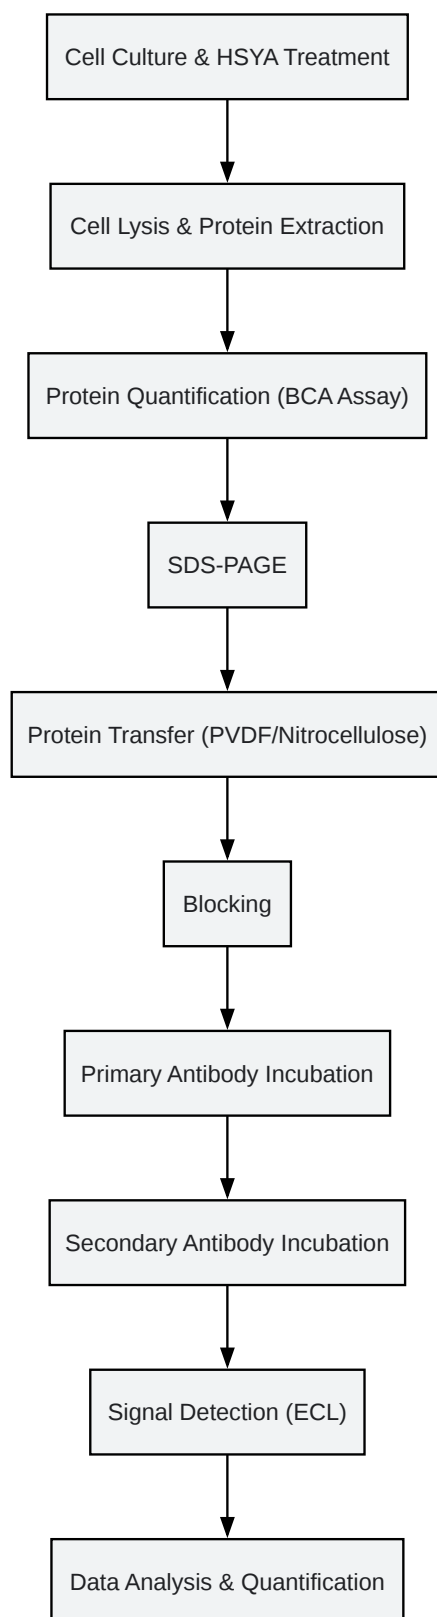 Cell Culture & HSYA Treatment
Cell Lysis & Protein Extraction
Protein Quantification (BCA Assay)
SDS-PAGE
Protein Transfer (PVDF/Nitrocellulose)
Blocking
Primary Antibody Incubation
Secondary Antibody Incubation
Signal Detection (ECL)
Data Analysis & Quantification